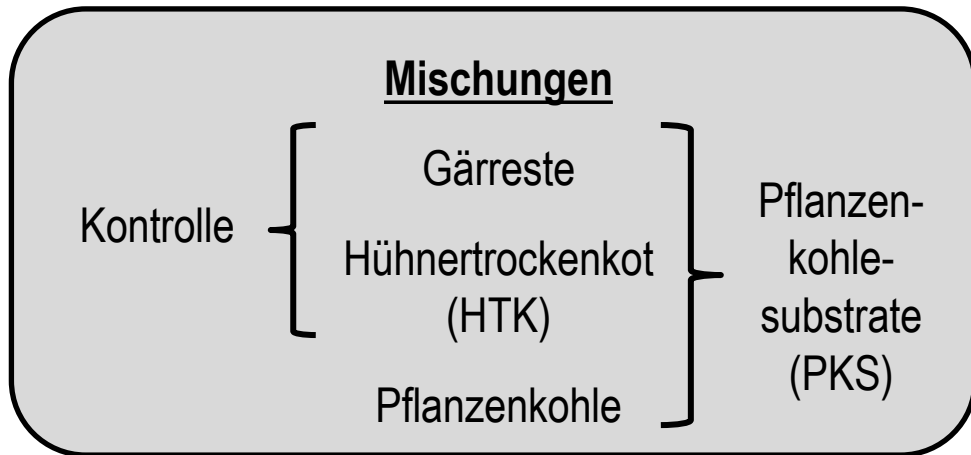 Mischungen
Kontrolle
Gärreste
Hühnertrockenkot
(HTK)
Pflanzenkohle
Pflanzen-
kohle-
substrate
(PKS)